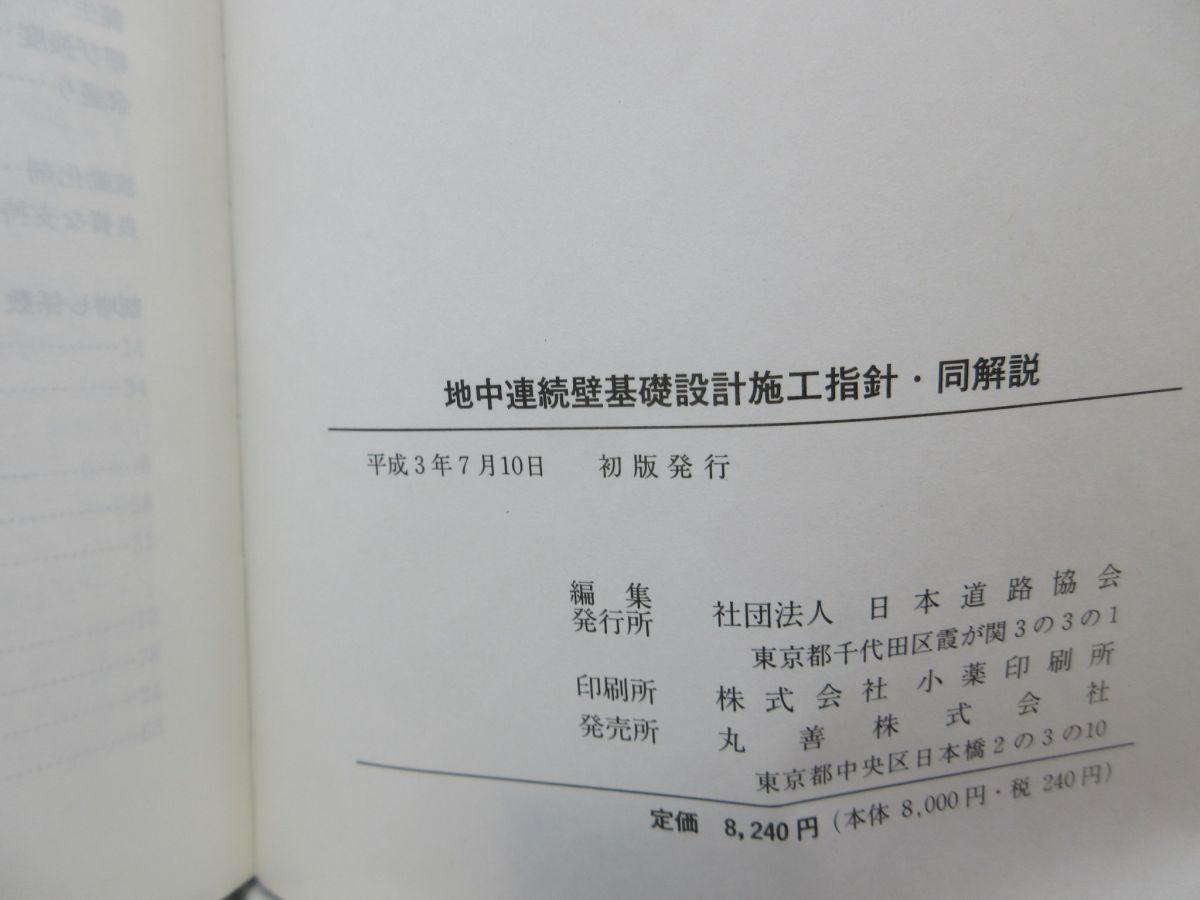 地中連続壁基礎設計施工指針・同解説
平成3年7月10日 初版発行
編集
発行所 社団法人 日本道路協会
東京都千代田区霞が関3の3の1
印刷所 株式会社 小薬印刷所
発売所 丸善株式会社
東京都中央区日本橋2の3の10
定価 8,240円 (本体 8,000円・税 240円)